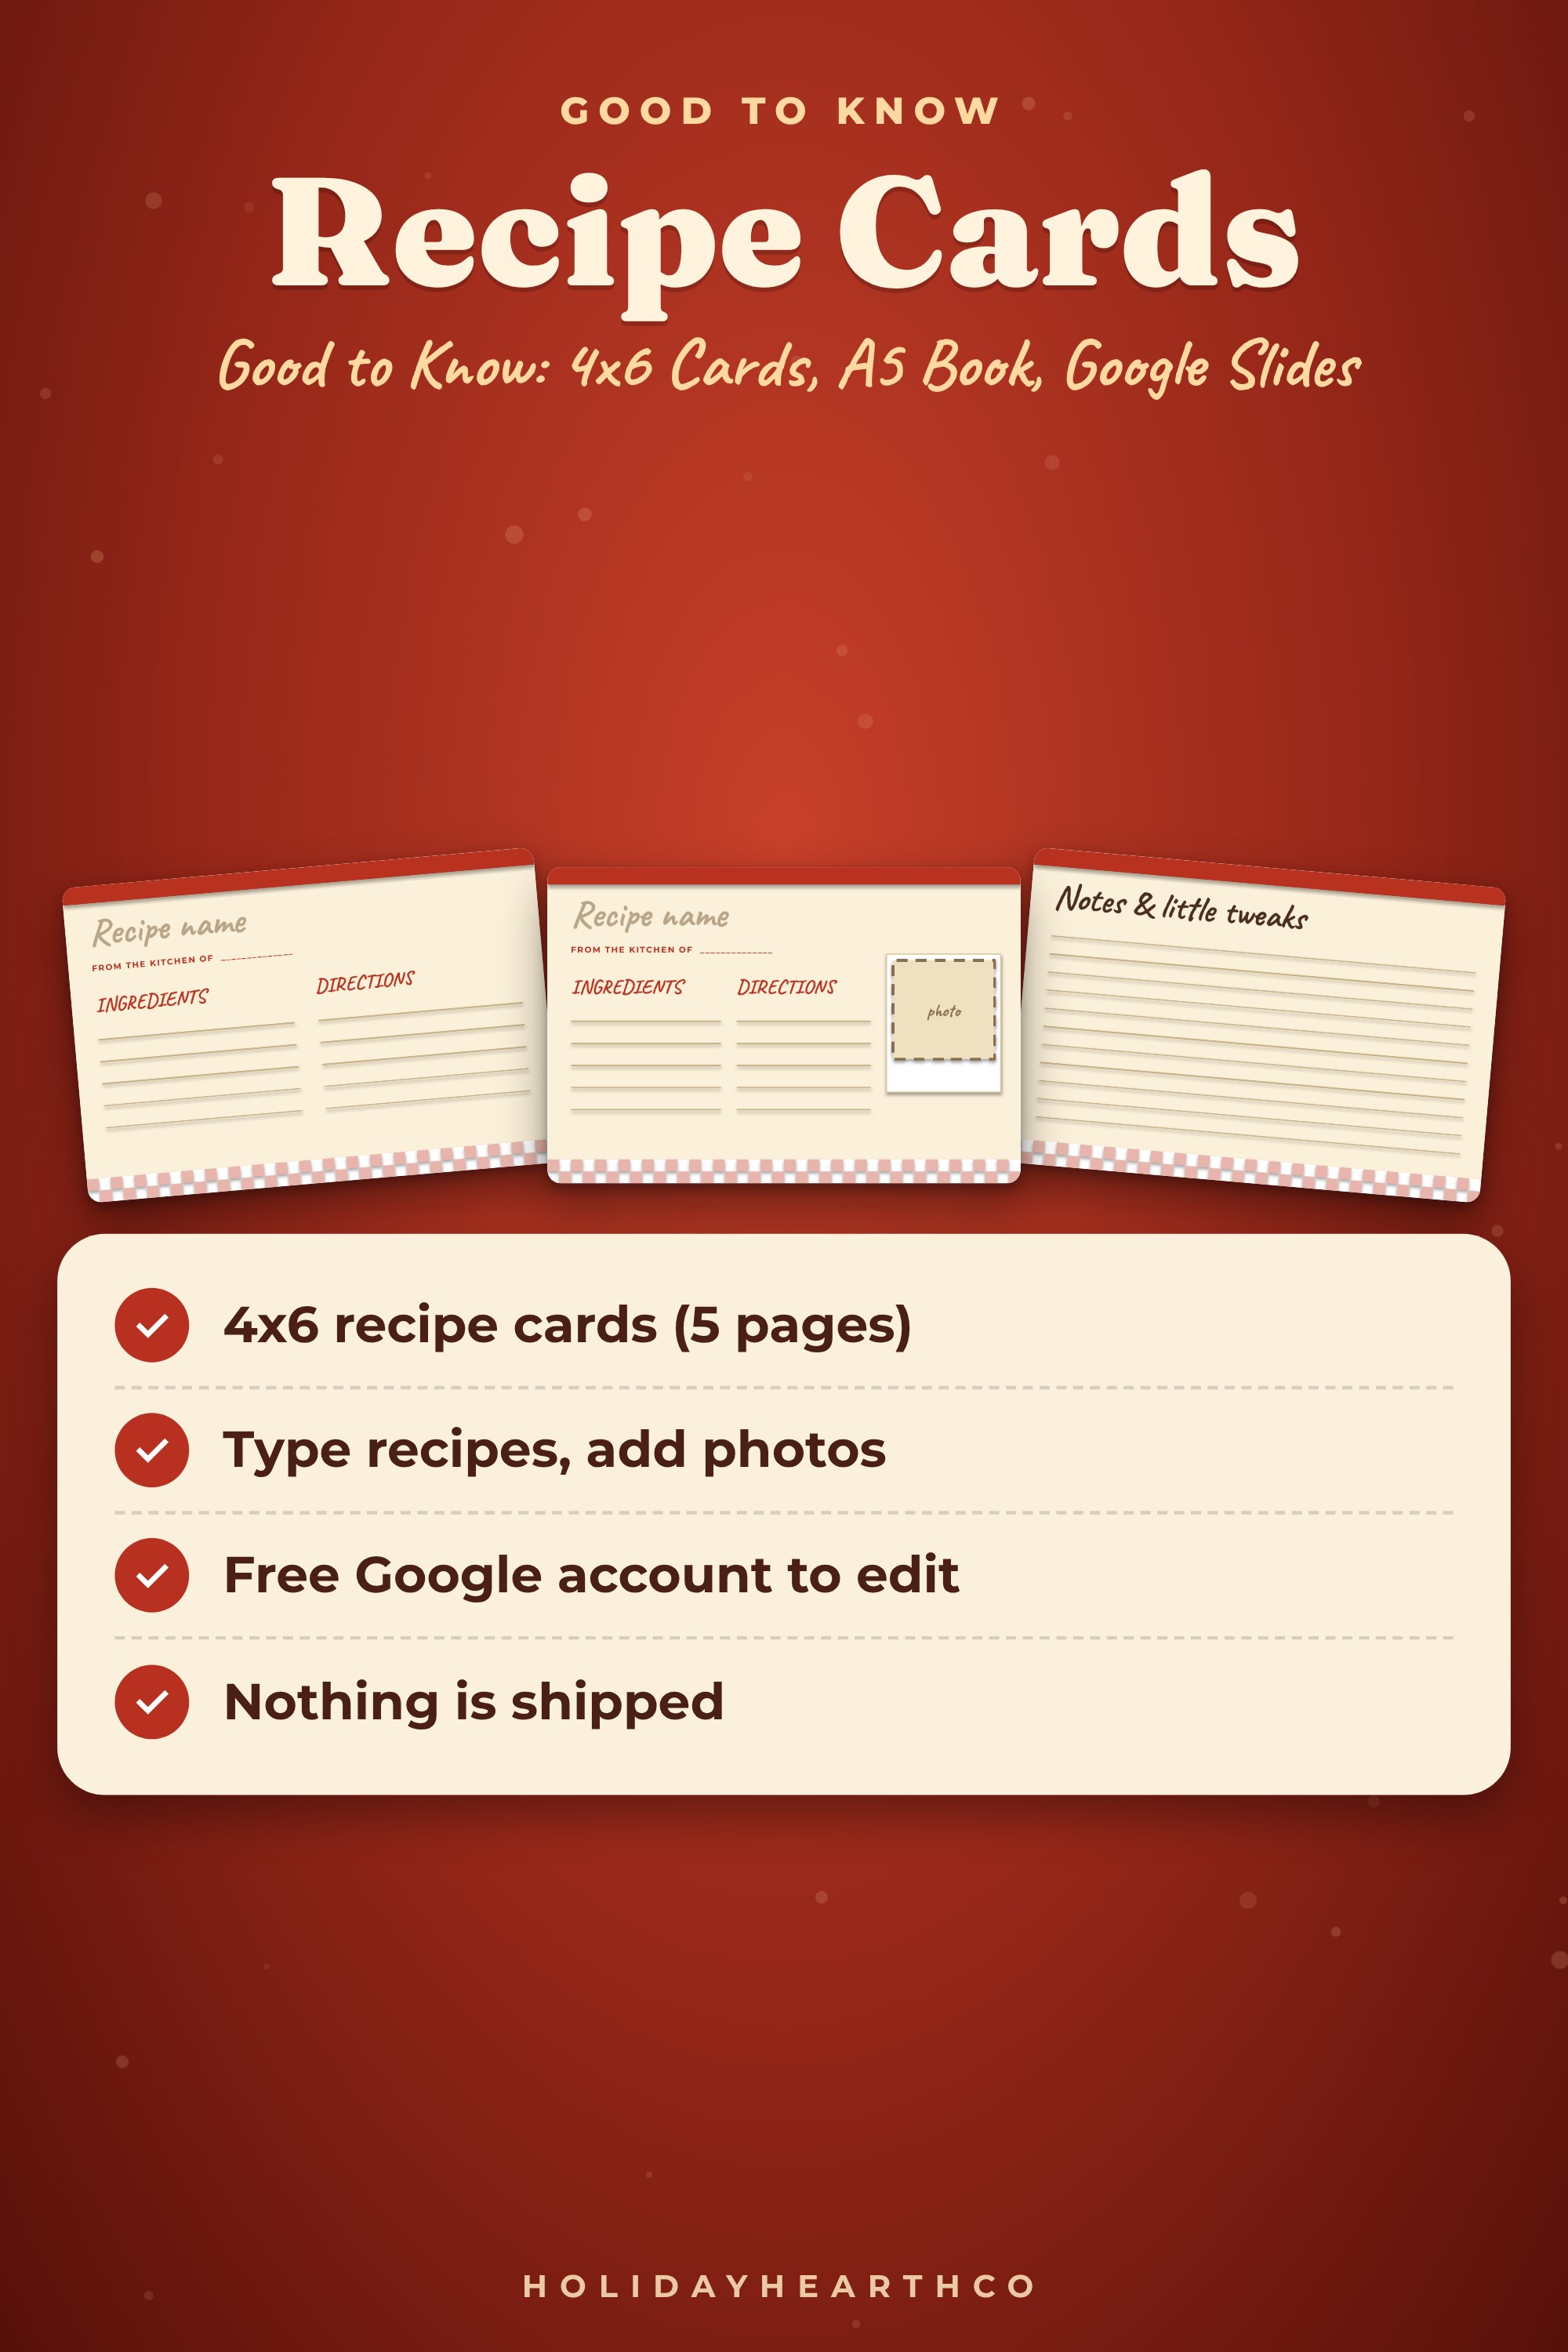 GOOD TO KNOW
Recipe Cards
Good to Know: 4x6 Cards, A5 Book, Google Slides
Recipe name
FROM THE KITCHEN OF ______________
INGREDIENTS
DIRECTIONS
Recipe name
FROM THE KITCHEN OF ______________
INGREDIENTS
DIRECTIONS
photo
Notes & little tweaks
4x6 recipe cards (5 pages)
Type recipes, add photos
Free Google account to edit
Nothing is shipped
HOLIDAYHEARTHCO